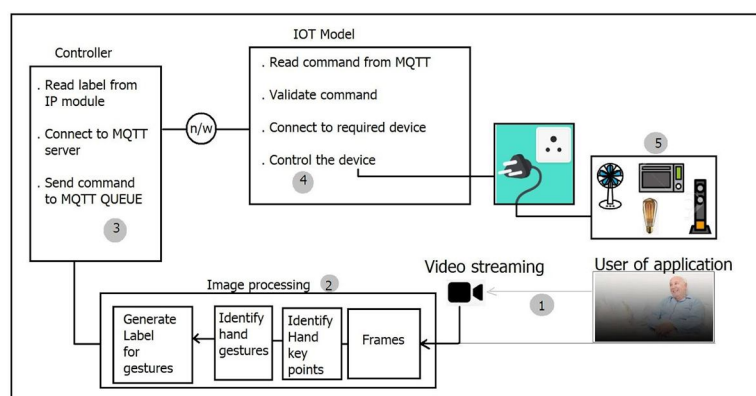 Controller
. Read label from
IP module
. Connect to MQTT
server
. Send command
to MQTT QUEUE
3
n/w
IOT Model
. Read command from MQTT
. Validate command
. Connect to required device
. Control the device
4
5
Image processing
2
Generate
Label
for
gestures
Identify
hand
gestures
Identify
Hand
key
points
Frames
Video streaming
1
User of application